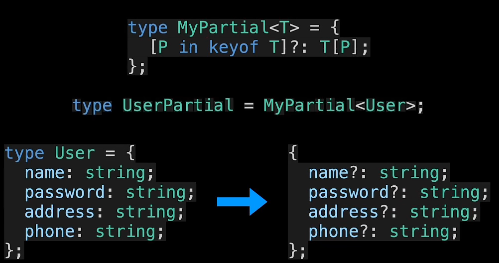 type MyPartial<T> = {
  [P in keyof T]?: T[P];
};
type UserPartial = MyPartial<User>;
type User = {
  name: string;
  password: string;
  address: string;
  phone: string;
};
{
  name?: string;
  password?: string;
  address?: string;
  phone?: string;
};